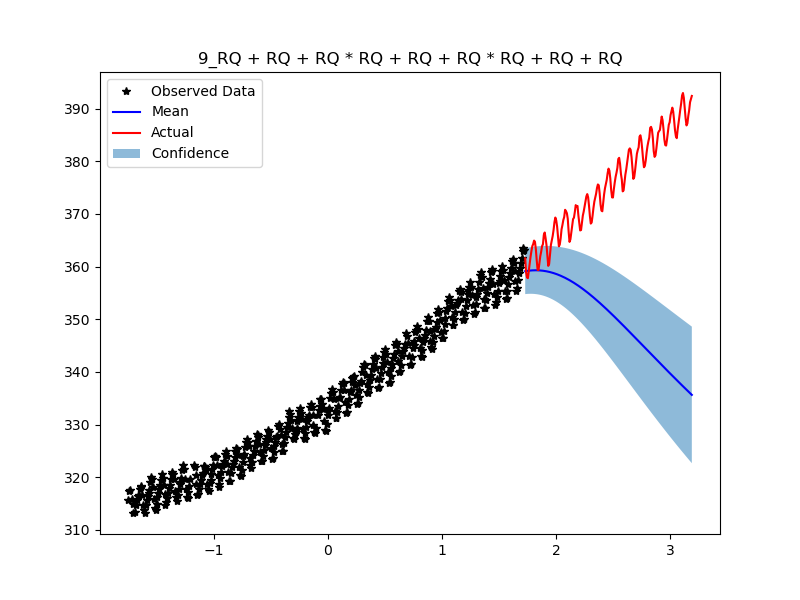 9_RQ + RQ + RQ * RQ + RQ + RQ * RQ + RQ + RQ
Observed Data
Mean
Actual
Confidence
390
380
370
360
350
340
330
320
310
−1
0
1
2
3